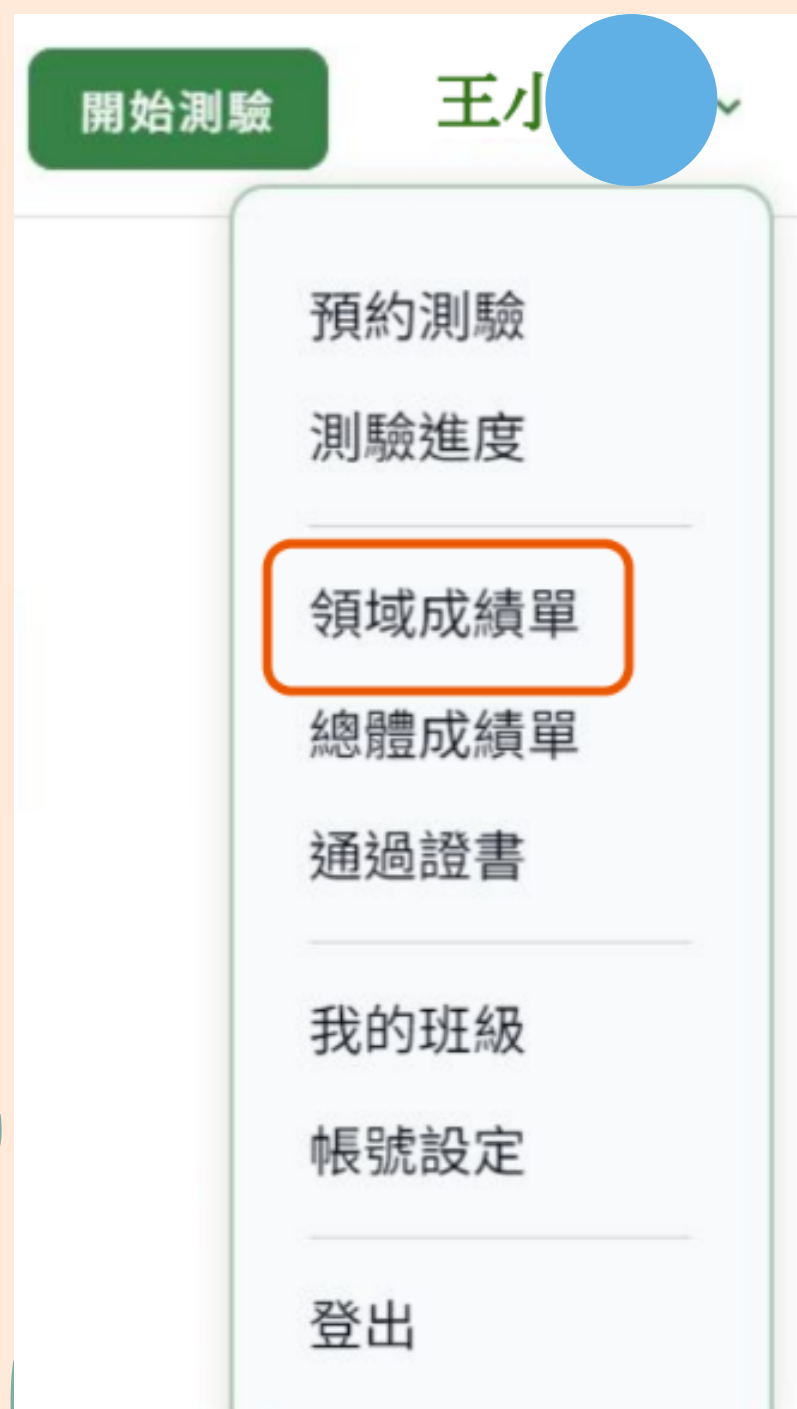 開始測驗
王小
預約測驗
測驗進度
領域成績單
總體成績單
通過證書
我的班級
帳號設定
登出